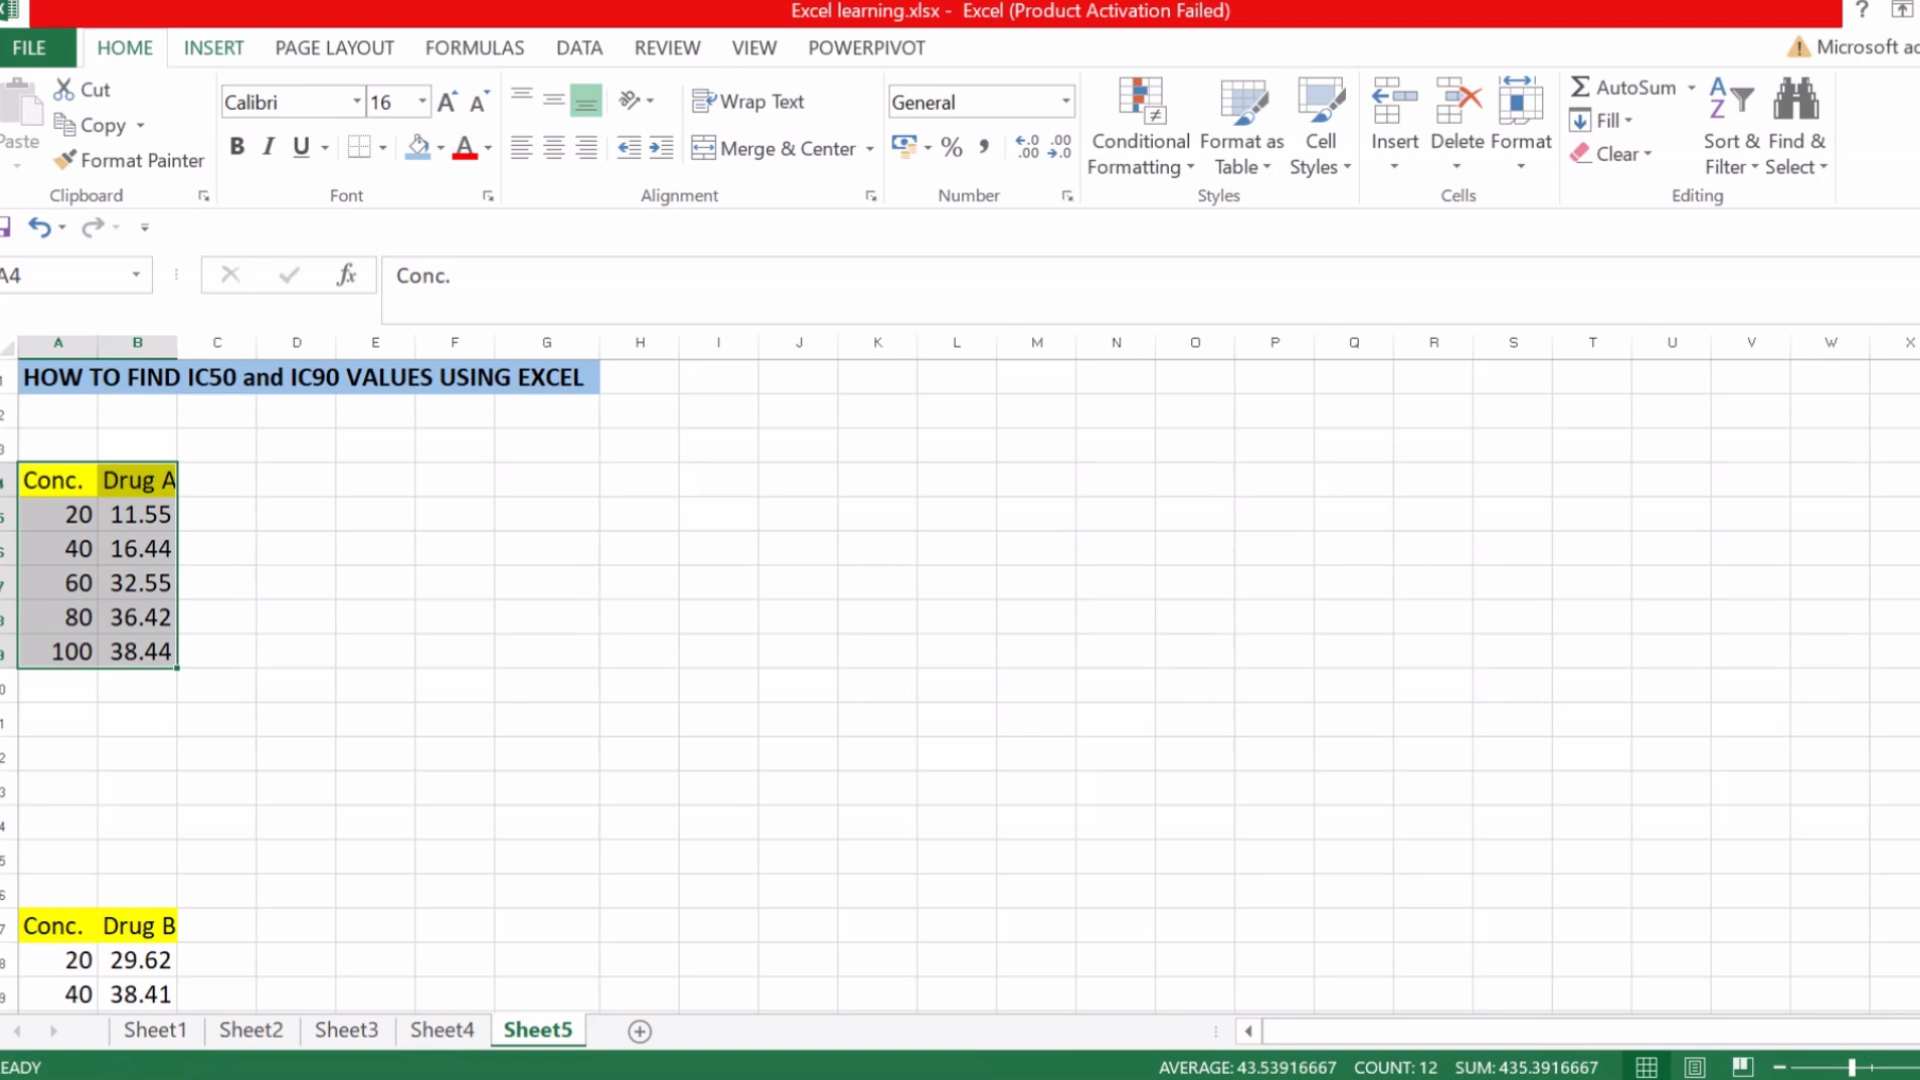 Excel learning.xlsx - Excel (Product Activation Failed)
?
FILE HOME INSERT PAGE LAYOUT FORMULAS DATA REVIEW VIEW POWERPIVOT Microsoft ac
Cut
Copy
Format Painter
Paste
Clipboard
Calibri 16
B I U
Font
Wrap Text
Merge & Center
Alignment
General
% ,
Number
Conditional Formatting
Format as Table
Cell Styles
Styles
Insert Delete Format
Cells
AutoSum
Fill
Clear
Sort & Filter
Find & Select
Editing
A4 fx Conc.
A B C D E F G H I J K L M N O P Q R S T U V W X
HOW TO FIND IC50 and IC90 VALUES USING EXCEL
Conc. Drug A
20 11.55
40 16.44
60 32.55
80 36.42
100 38.44
Conc. Drug B
20 29.62
40 38.41
Sheet1 Sheet2 Sheet3 Sheet4 Sheet5
EADY AVERAGE: 43.53916667 COUNT: 12 SUM: 435.3916667